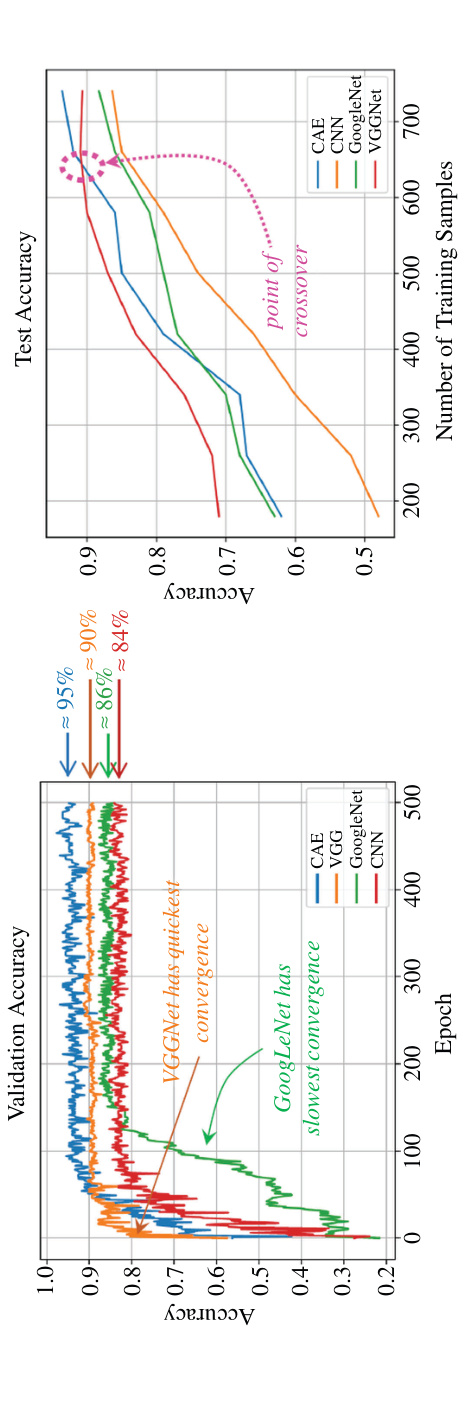 Validation Accuracy
Accuracy
1.0
0.9
0.8
0.7
0.6
0.5
0.4
0.3
0.2
0
100
200
300
400
500
Epoch
VGGNet has quickest
convergence
GoogLeNet has
slowest convergence
CAE
VGG
GoogleNet
CNN
≈ 95%
≈ 90%
≈ 86%
≈ 84%
Test Accuracy
Accuracy
0.9
0.8
0.7
0.6
0.5
200
300
400
500
600
700
Number of Training Samples
point of
crossover
CAE
CNN
GoogleNet
VGGNet